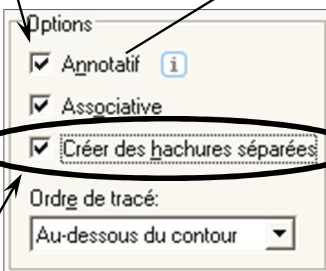 Options
Annotatif i
Associative
Créer des hachures séparées
Ordre de tracé:
Au-dessous du contour